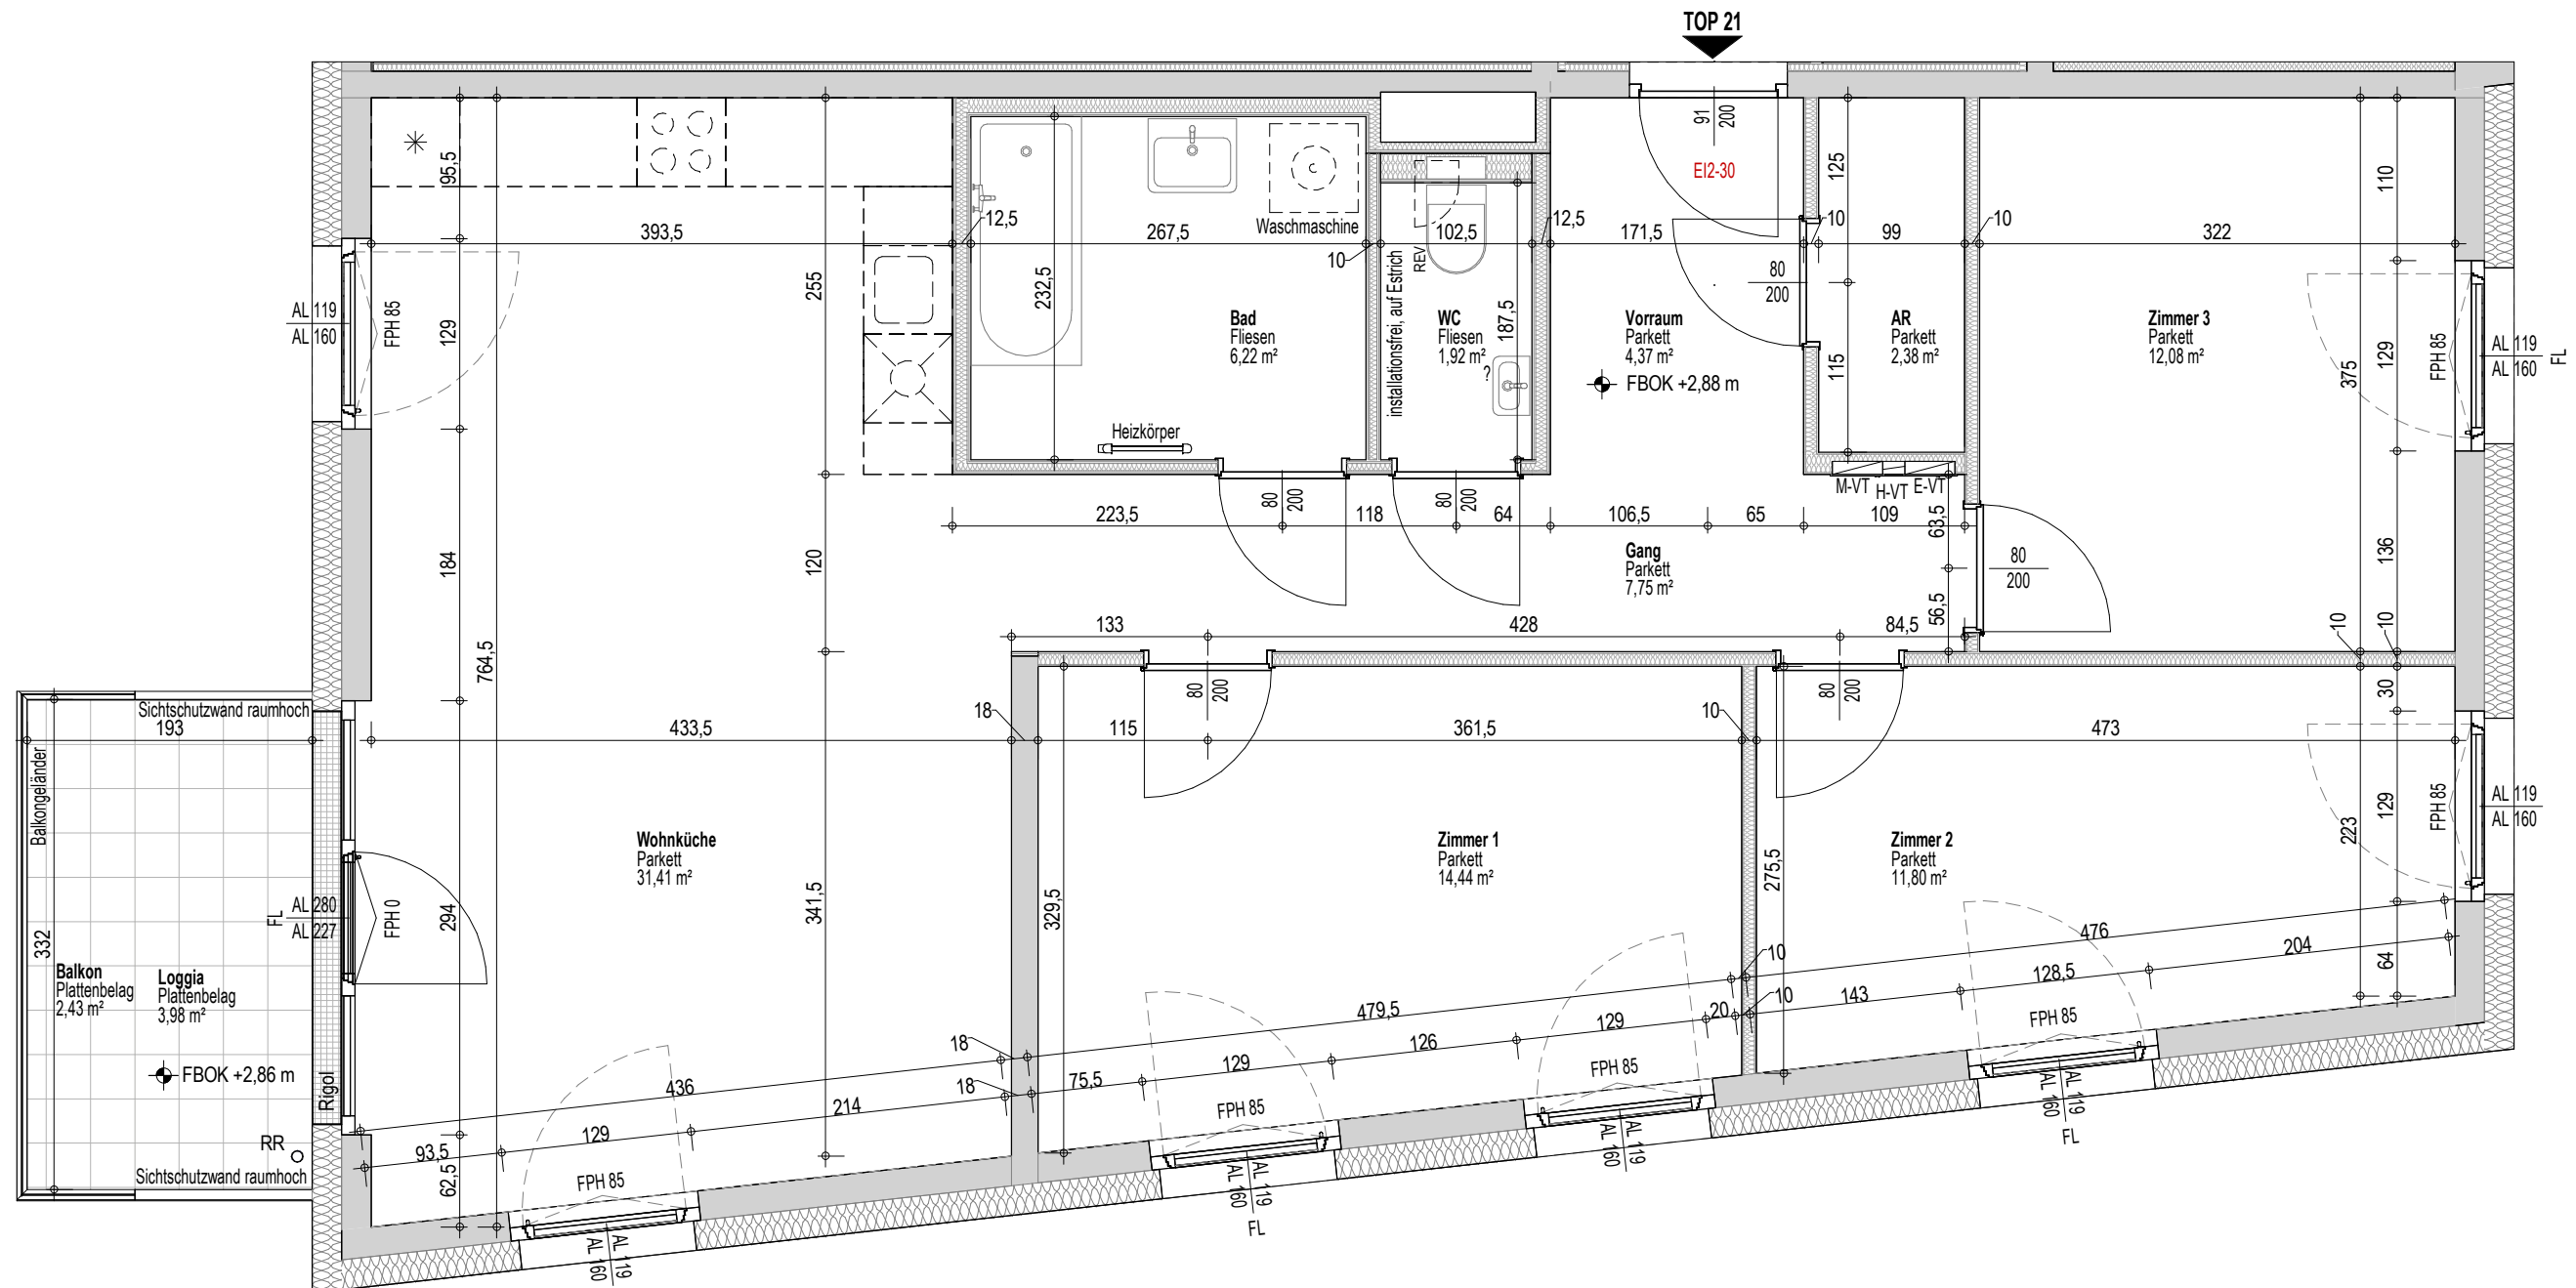 TOP 21
91
200
EI2-30
95,5
393,5
12,5
267,5
Waschmaschine
10
102,5
12,5
171,5
10
99
10
322
125
110
REV
installationsfrei, auf Estrich
232,5
255
187,5
80
200
115
375
129
AL 119
AL 160
FPH 85
129
Bad
Fliesen
6,22 m²
WC
Fliesen
1,92 m²
?
Vorraum
Parkett
4,37 m²
FBOK +2,88 m
AR
Parkett
2,38 m²
Zimmer 3
Parkett
12,08 m²
FPH 85
AL 119
AL 160
FL
Heizkörper
M-VT
H-VT
E-VT
80
200
80
200
223,5
118
64
106,5
65
109
63,5
184
120
Gang
Parkett
7,75 m²
80
200
136
56,5
764,5
133
428
84,5
10
10
80
200
80
200
30
Sichtschutzwand raumhoch
193
433,5
18
115
361,5
10
473
Balkongeländer
129
223
FPH 85
AL 119
AL 160
Wohnküche
Parkett
31,41 m²
Zimmer 1
Parkett
14,44 m²
Zimmer 2
Parkett
11,80 m²
275,5
329,5
341,5
294
FPH 0
AL 280
AL 227
FL
332
Balkon
Plattenbelag
2,43 m²
Loggia
Plattenbelag
3,98 m²
FBOK +2,86 m
Rigol
RR
Sichtschutzwand raumhoch
476
204
64
10
128,5
143
10
20
479,5
129
126
129
75,5
18
18
436
214
129
93,5
62,5
FPH 85
FPH 85
FPH 85
FPH 85
AL 119
AL 160
AL 119
AL 160
FL
AL 119
AL 160
AL 119
AL 160
FL